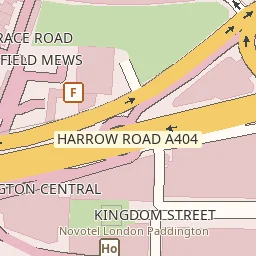 RACE ROAD
FIELD MEWS
F
HARROW ROAD A404
GTON CENTRAL
KINGDOM STREET
Novotel London Paddington
Ho